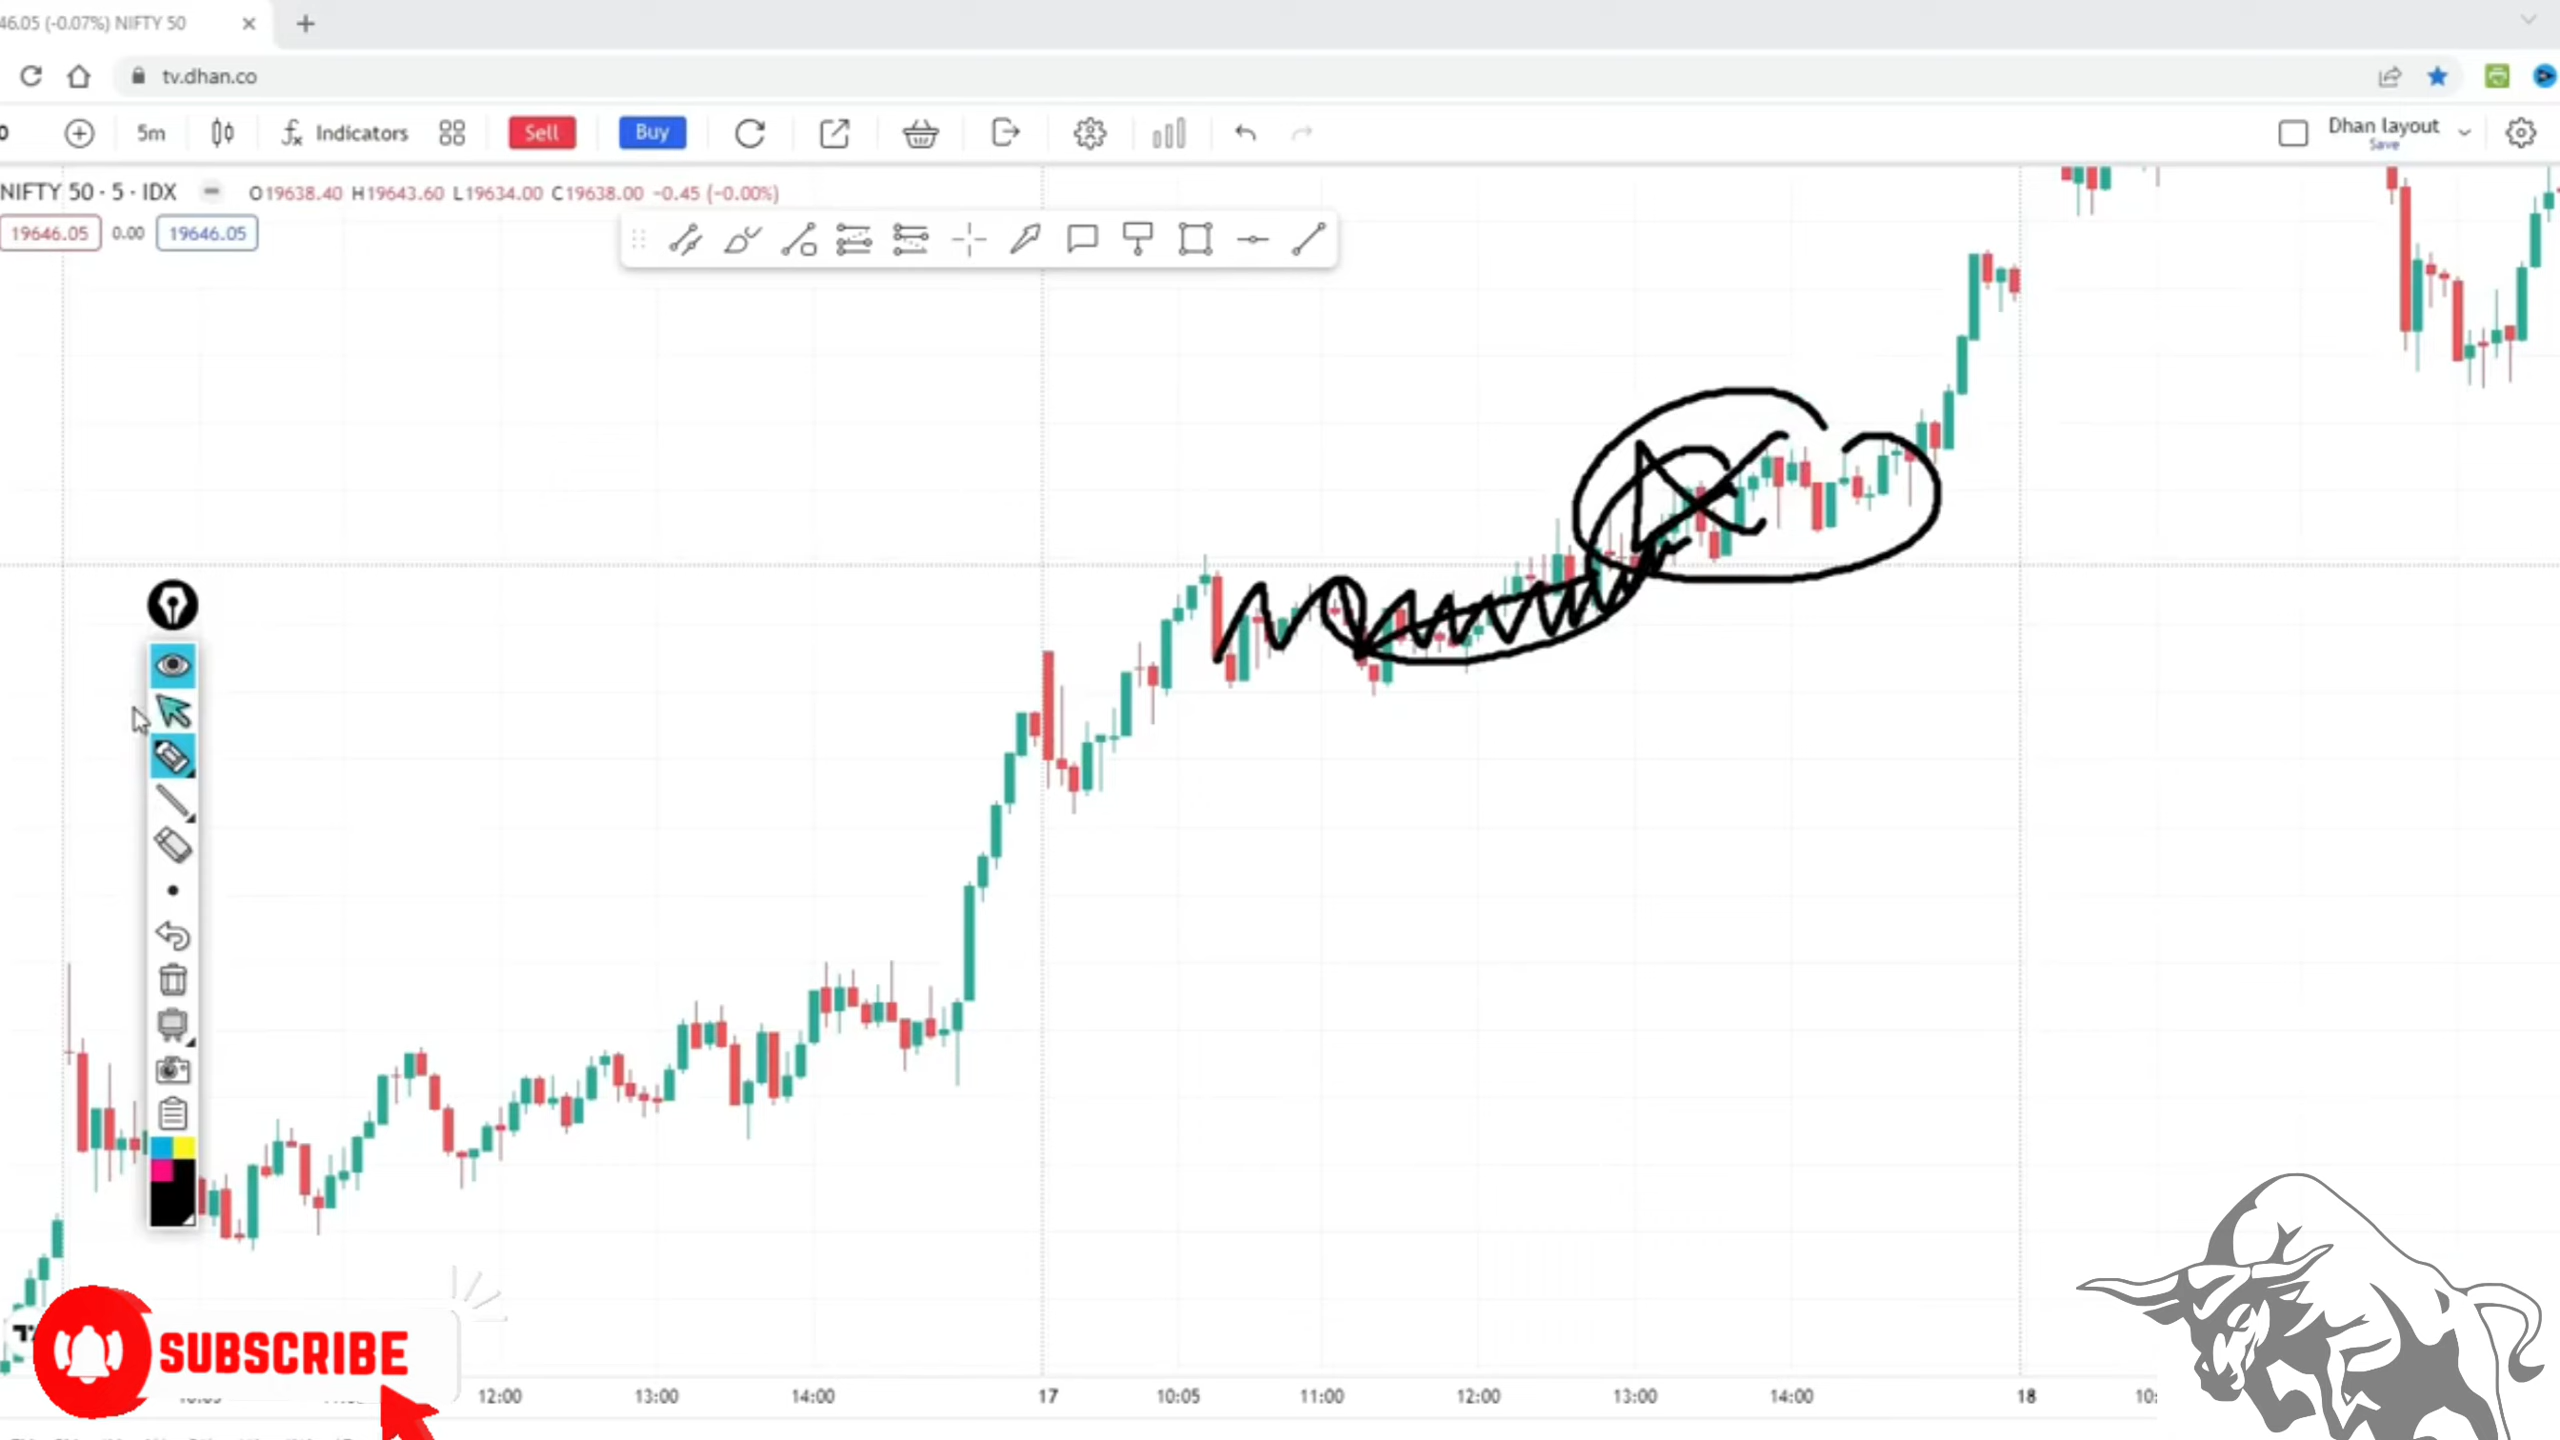 46.05 (-0.07%) NIFTY 50
tv.dhan.co
5m
Indicators
Sell
Buy
Dhan layout
Save
NIFTY 50 · 5 · IDX
O19638.40 H19643.60 L19634.00 C19638.00 −0.45 (−0.00%)
19646.05 0.00 19646.05
SUBSCRIBE
12:00 13:00 14:00 17 10:05 11:00 12:00 13:00 14:00 18